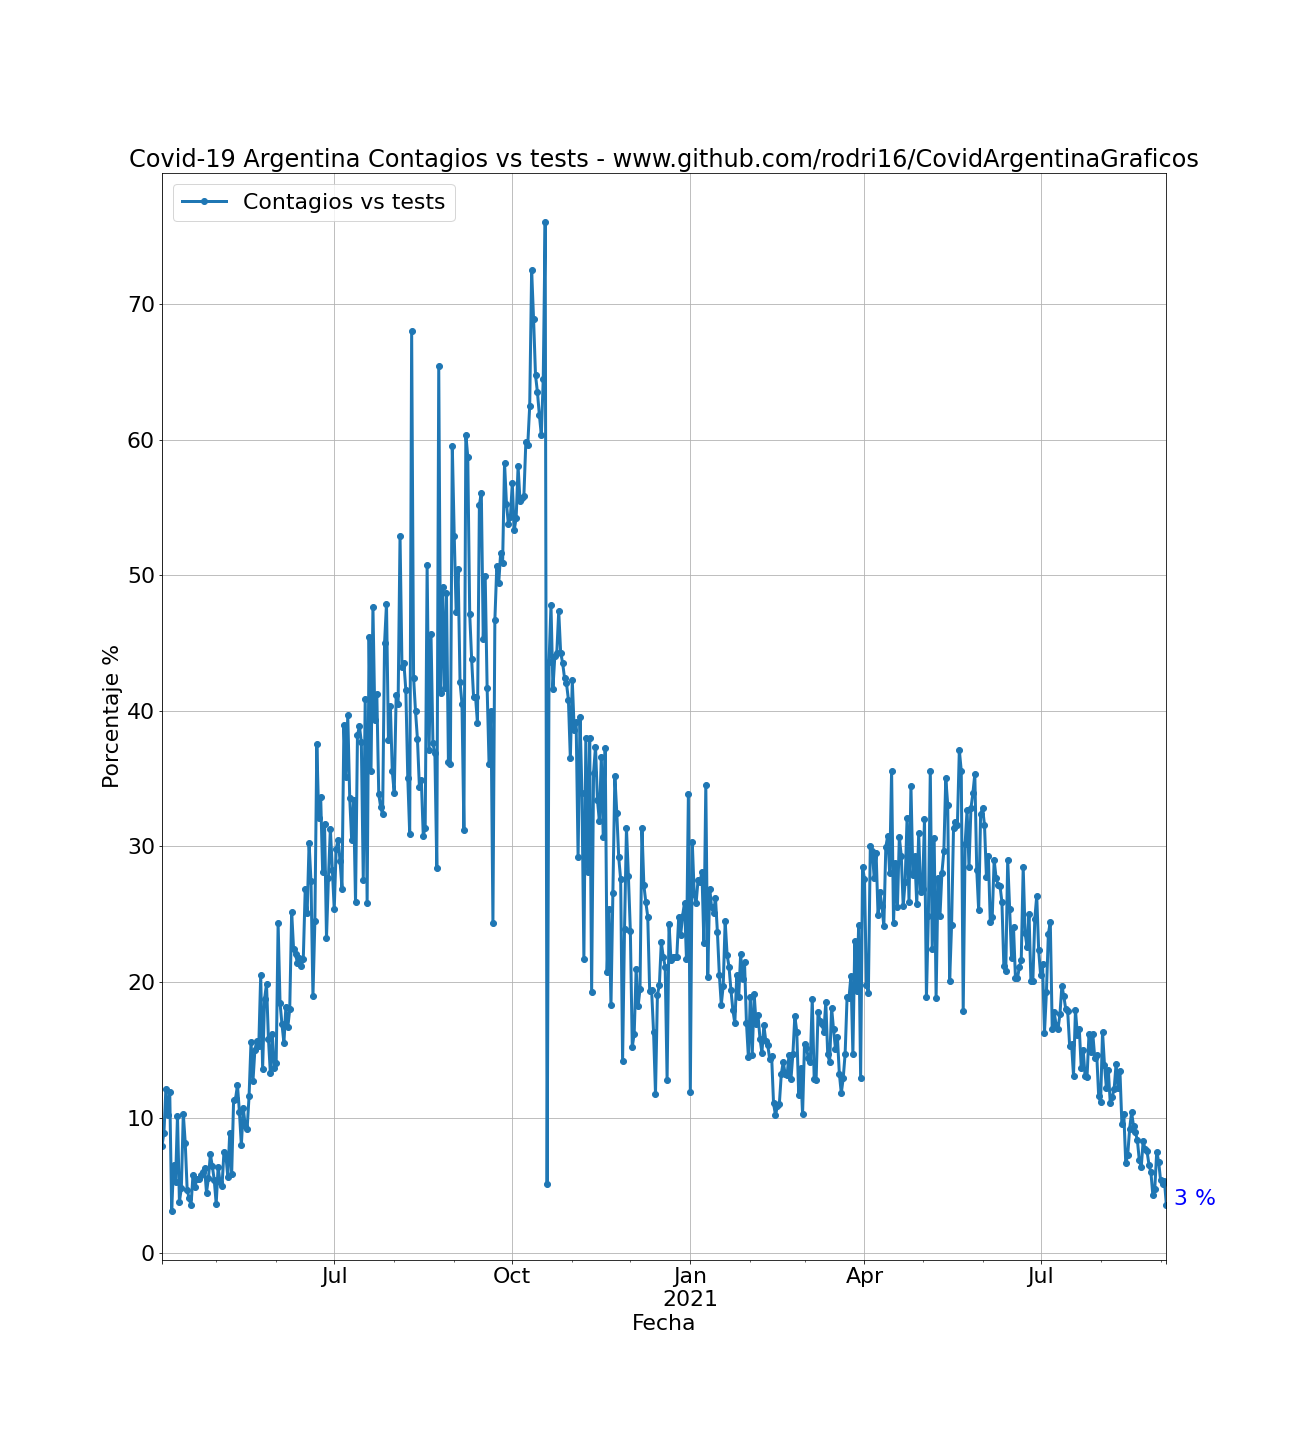 Covid-19 Argentina Contagios vs tests - www.github.com/rodri16/CovidArgentinaGraficos
Contagios vs tests
70
60
50
40
30
20
10
0
Porcentaje %
3 %
Jul
Oct
Jan
2021
Apr
Jul
Fecha